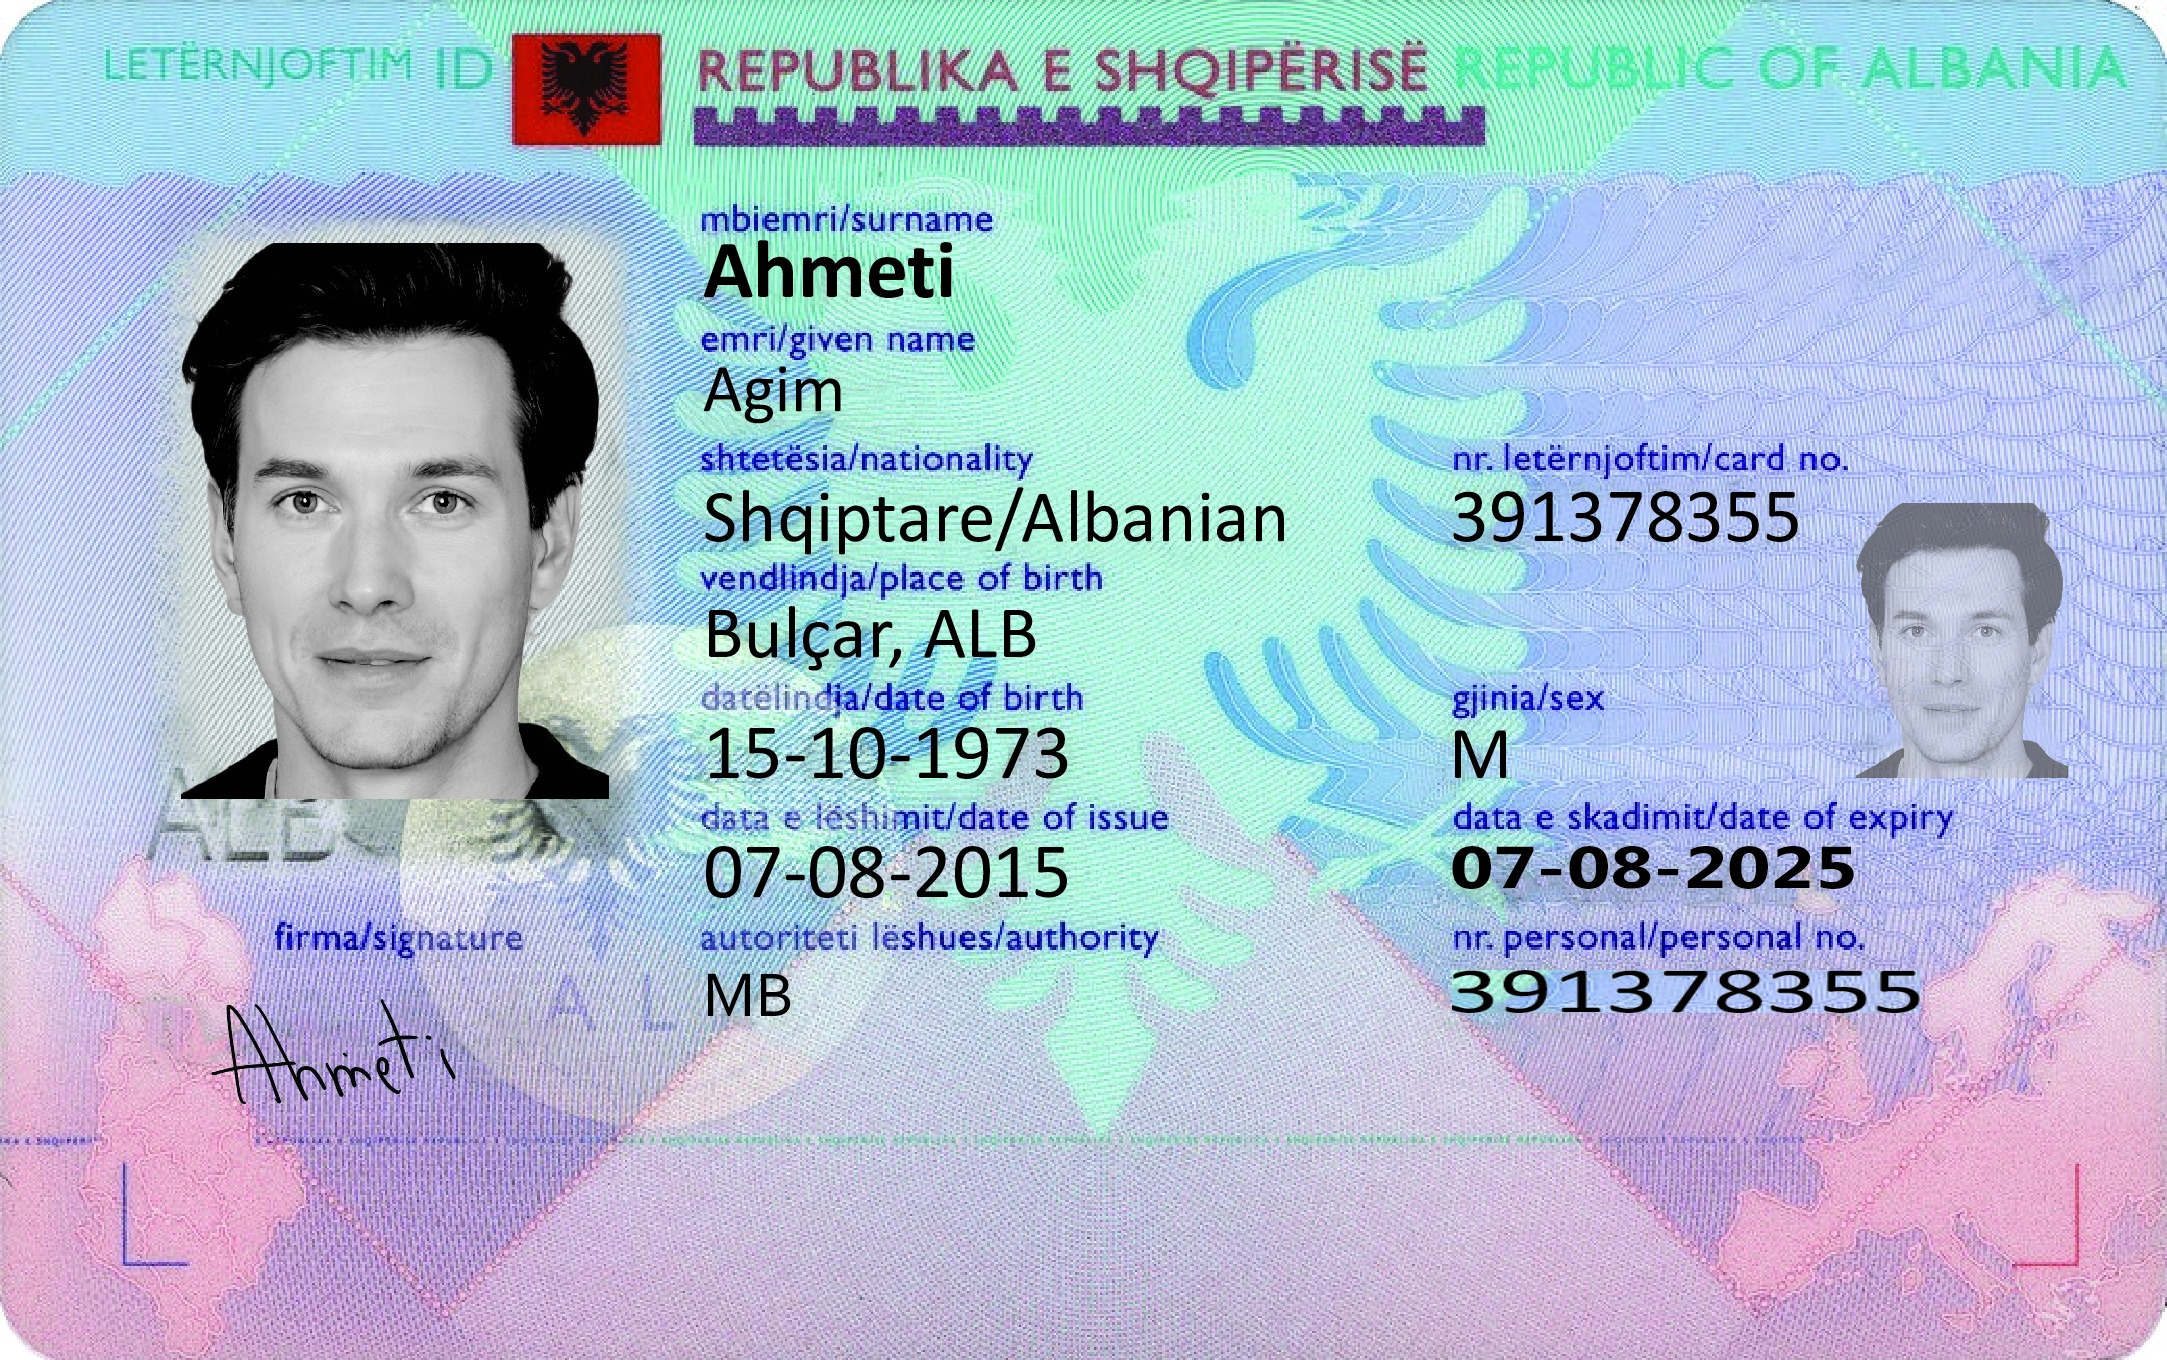 LETËRNJOFTIM ID REPUBLIKA E SHQIPËRISË REPUBLIC OF ALBANIA
mbiemri/surname
Ahmeti
emri/given name
Agim
shtetësia/nationality nr. letërnjoftim/card no.
Shqiptare/Albanian 391378355
vendlindja/place of birth
Bulçar, ALB
datëlindja/date of birth gjinia/sex
15-10-1973 M
ALB
data e lëshimit/date of issue data e skadimit/date of expiry
07-08-2015 07-08-2025
firma/signature autoriteti lëshues/authority nr. personal/personal no.
A L
MB 391378355
Ahmeti